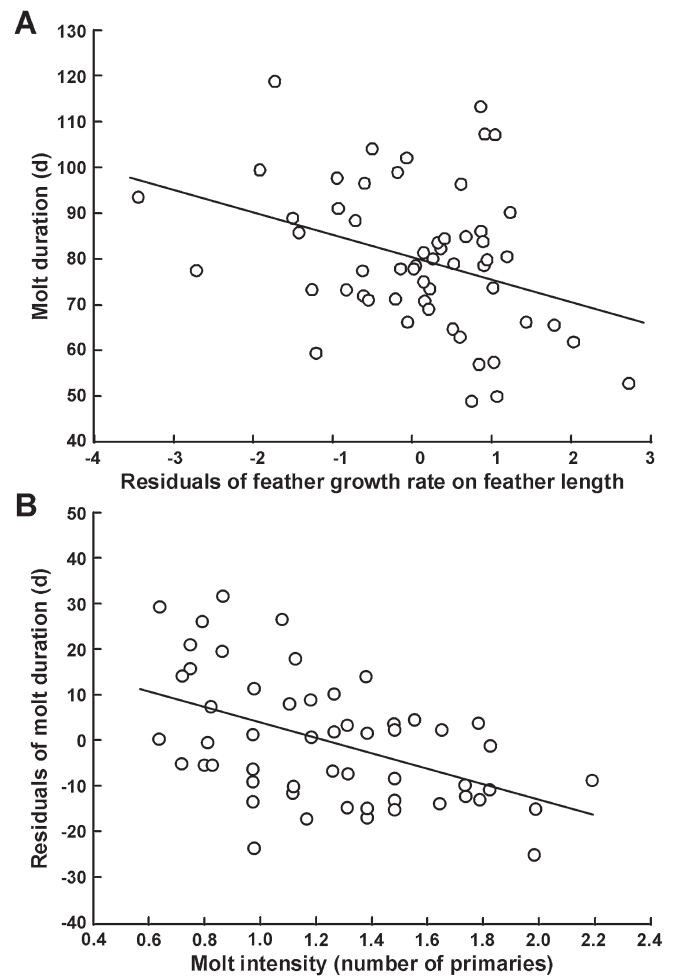 A
130
120
110
100
90
80
70
60
50
40
Molt duration (d)
-4 -3 -2 -1 0 1 2 3
Residuals of feather growth rate on feather length
B
50
40
30
20
10
0
-10
-20
-30
-40
Residuals of molt duration (d)
0.4 0.6 0.8 1.0 1.2 1.4 1.6 1.8 2.0 2.2 2.4
Molt intensity (number of primaries)